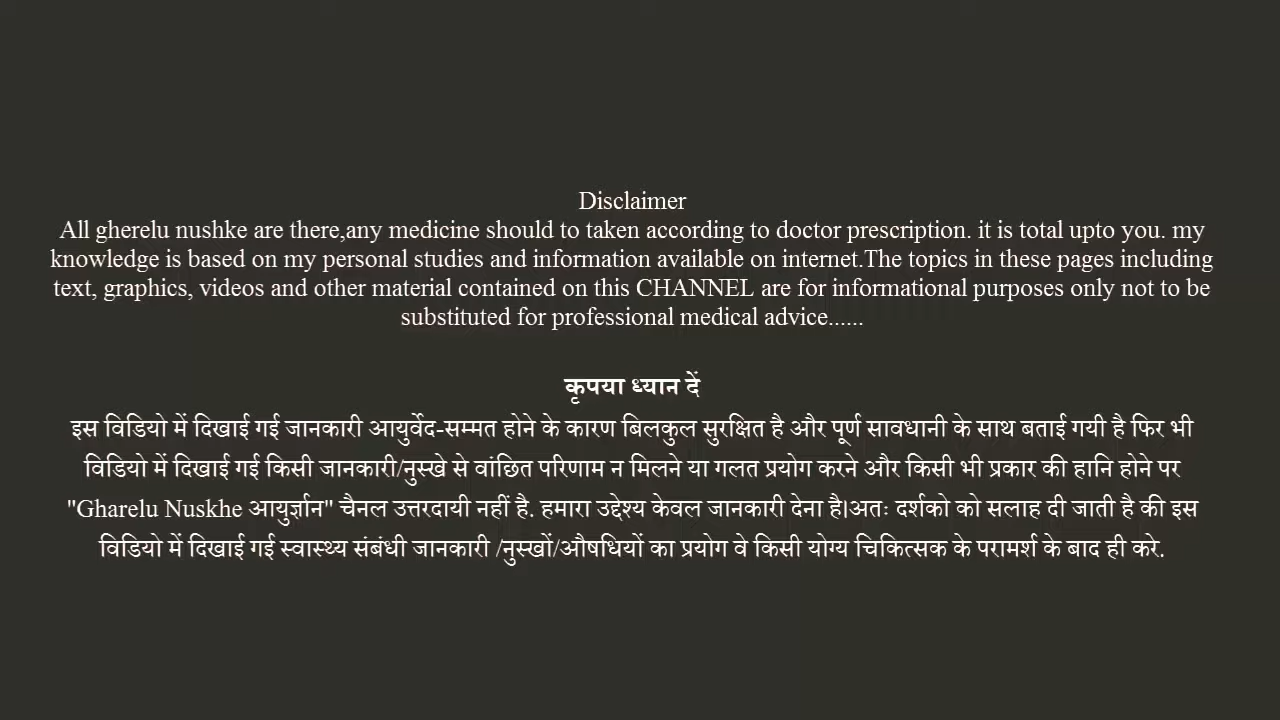 Disclaimer
All gherelu nushke are there,any medicine should to taken according to doctor prescription. it is total upto you. my
knowledge is based on my personal studies and information available on internet.The topics in these pages including
text, graphics, videos and other material contained on this CHANNEL are for informational purposes only not to be
substituted for professional medical advice......
कृपया ध्यान दें
इस विडियो में दिखाई गई जानकारी आयुर्वेद-सम्मत होने के कारण बिलकुल सुरक्षित है और पूर्ण सावधानी के साथ बताई गयी है फिर भी
विडियो में दिखाई गई किसी जानकारी/नुस्खे से वांछित परिणाम न मिलने या गलत प्रयोग करने और किसी भी प्रकार की हानि होने पर
"Gharelu Nuskhe आयुर्ज्ञान" चैनल उत्तरदायी नहीं है. हमारा उद्देश्य केवल जानकारी देना है।अतः दर्शको को सलाह दी जाती है की इस
विडियो में दिखाई गई स्वास्थ्य संबंधी जानकारी /नुस्खों/औषधियों का प्रयोग वे किसी योग्य चिकित्सक के परामर्श के बाद ही करे.